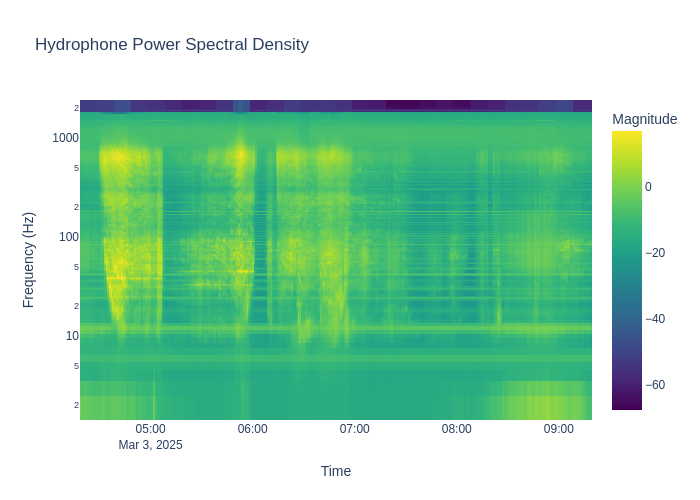 Hydrophone Power Spectral Density
Magnitude
0
−20
−40
−60
2
1000
5
2
100
5
2
10
5
2
Frequency (Hz)
05:00 06:00 07:00 08:00 09:00
Mar 3, 2025
Time